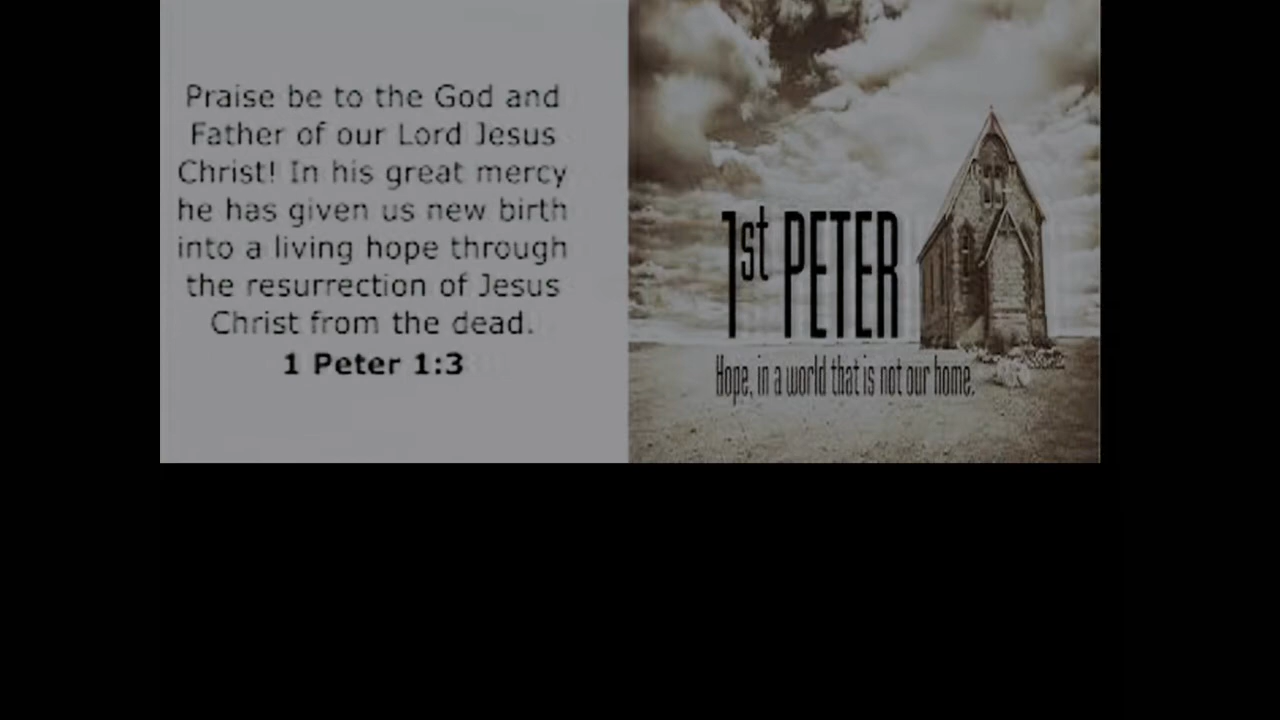 Praise be to the God and
Father of our Lord Jesus
Christ! In his great mercy
he has given us new birth
into a living hope through
the resurrection of Jesus
Christ from the dead.
1 Peter 1:3
1st PETER
Hope, in a world that is not our home.